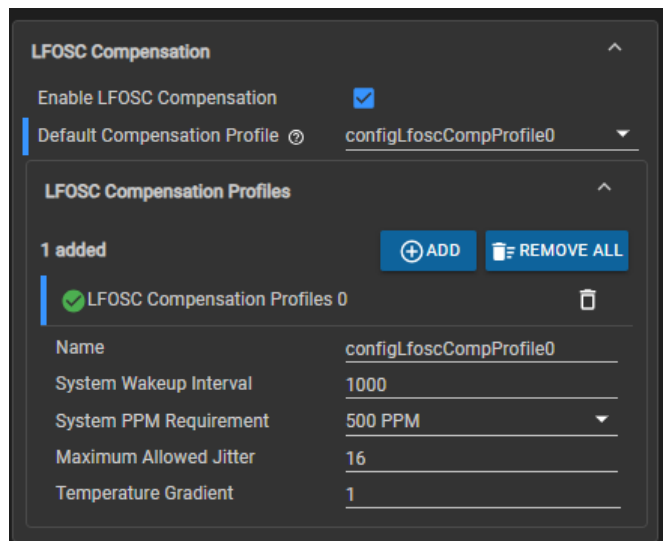 LFOSC Compensation
Enable LFOSC Compensation
Default Compensation Profile ? configLfoscCompProfile0
LFOSC Compensation Profiles
1 added ADD REMOVE ALL
LFOSC Compensation Profiles 0
Name configLfoscCompProfile0
System Wakeup Interval 1000
System PPM Requirement 500 PPM
Maximum Allowed Jitter 16
Temperature Gradient 1